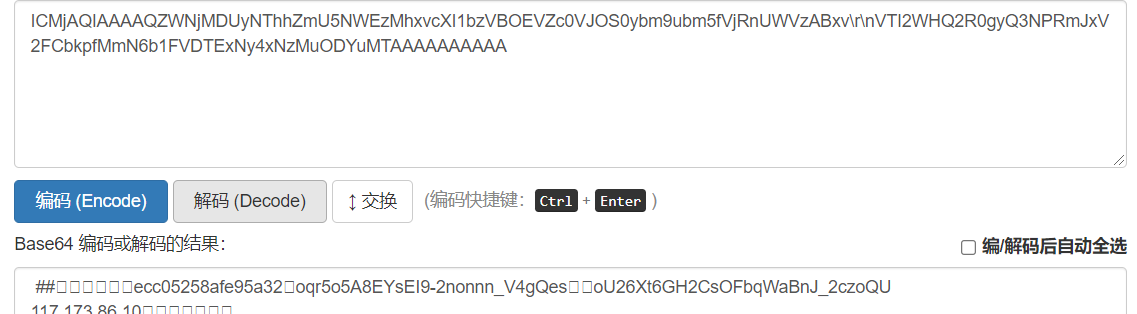 ICMjAQIAAAAQZWNjMDUyNThhZmU5NWEzMhxvcXI1bzVBOEVZc0VJOS0ybm9ubm5fVjRnUWVzABxv\r\nVTI2WHQ2R0gyQ3NPRmJxV
2FCbkpfMmN6b1FVDTExNy4xNzMuODYuMTAAAAAAAAAA
编码 (Encode) 解码 (Decode) ↕ 交换 (编码快捷键： Ctrl + Enter )
Base64 编码或解码的结果： 编/解码后自动全选
##□□□□□□ecc05258afe95a32□oqr5o5A8EYsEI9-2nonnn_V4gQes□□oU26Xt6GH2CsOFbqWaBnJ_2czoQU
117.173.86.10□□□□□□□